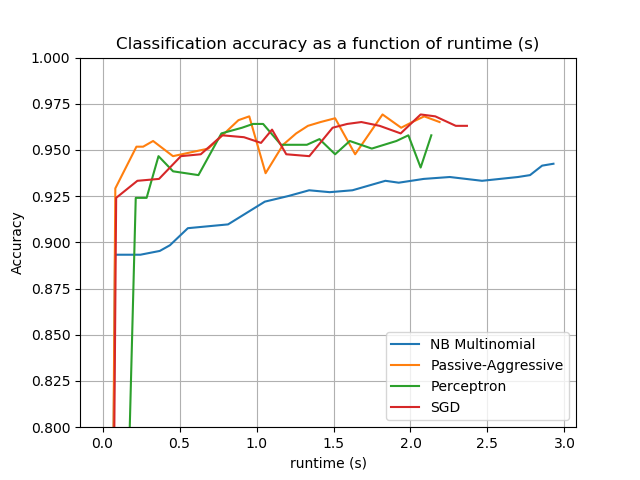 Classification accuracy as a function of runtime (s)
1.000
0.975
0.950
0.925
0.900
0.875
0.850
0.825
0.800
Accuracy
NB Multinomial
Passive-Aggressive
Perceptron
SGD
0.0 0.5 1.0 1.5 2.0 2.5 3.0
runtime (s)